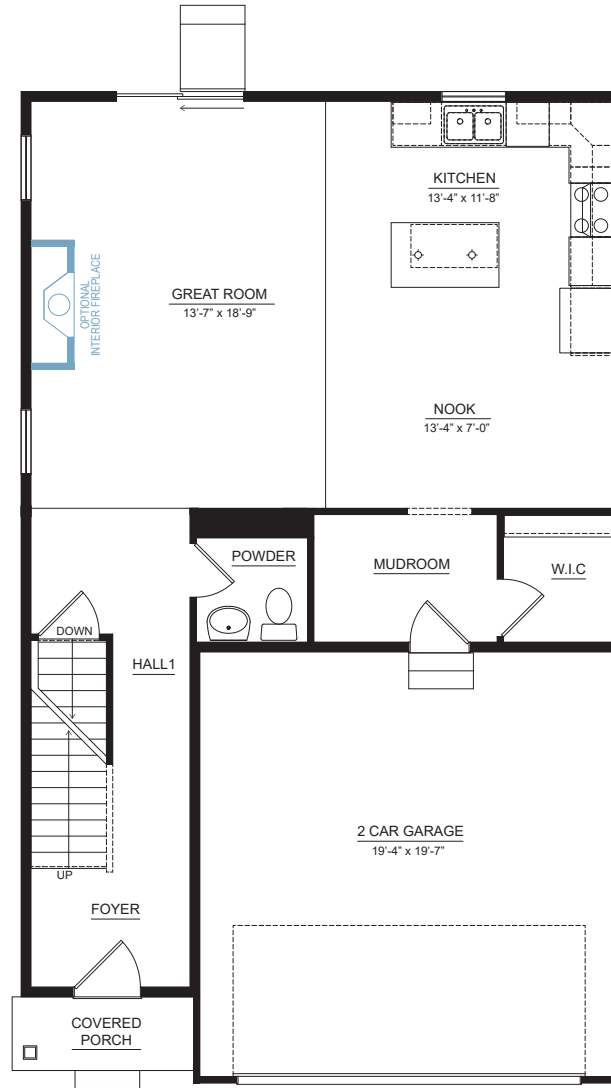 KITCHEN
13'-4" x 11'-8"
GREAT ROOM
13'-7" x 18'-9"
OPTIONAL
INTERIOR FIREPLACE
NOOK
13'-4" x 7'-0"
POWDER
MUDROOM
W.I.C
DOWN
HALL1
2 CAR GARAGE
19'-4" x 19'-7"
UP
FOYER
COVERED
PORCH